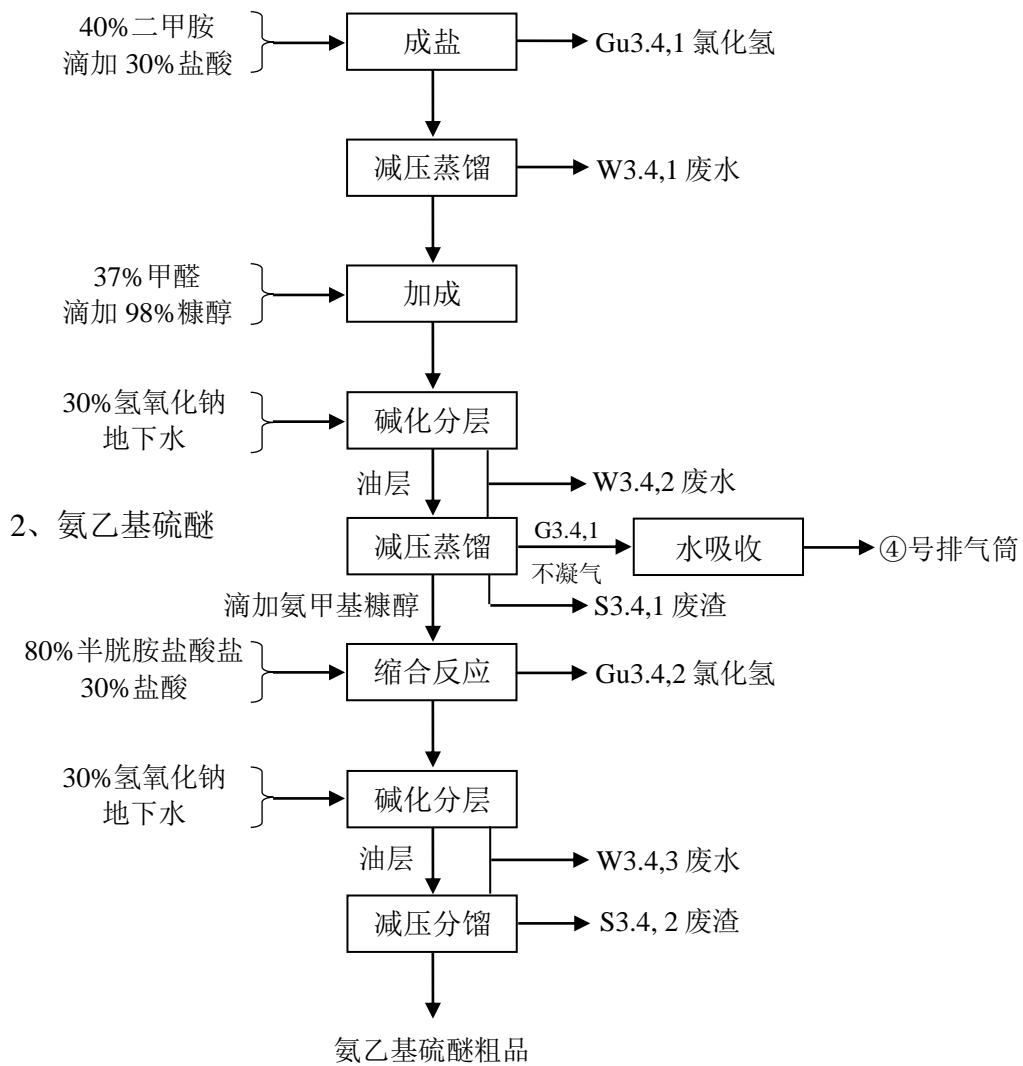 40%二甲胺
滴加 30%盐酸
成盐
Gu3.4,1 氯化氢
减压蒸馏
W3.4,1 废水
37%甲醛
滴加 98%糠醇
加成
30%氢氧化钠
地下水
碱化分层
油层
W3.4,2 废水
2、氨乙基硫醚
减压蒸馏
G3.4,1
不凝气
水吸收
④号排气筒
S3.4,1 废渣
滴加氨甲基糠醇
80%半胱胺盐酸盐
30%盐酸
缩合反应
Gu3.4,2 氯化氢
30%氢氧化钠
地下水
碱化分层
油层
W3.4,3 废水
减压分馏
S3.4, 2 废渣
氨乙基硫醚粗品